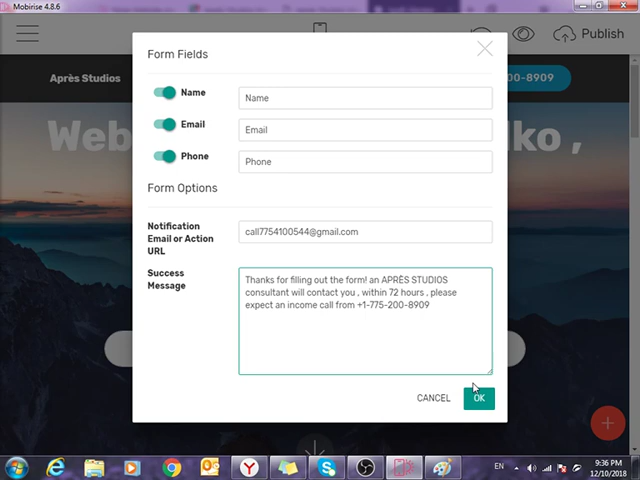 Mobirise 4.8.6
Publish
Après Studios
00-8909
Web
lko ,
Form Fields
Name
Name
Email
Email
Phone
Phone
Form Options
Notification
Email or Action
URL
call7754100544@gmail.com
Success
Message
Thanks for filling out the form! an APRÈS STUDIOS
consultant will contact you , within 72 hours , please
expect an income call from +1-775-200-8909
CANCEL
OK
EN
9:36 PM
12/10/2018